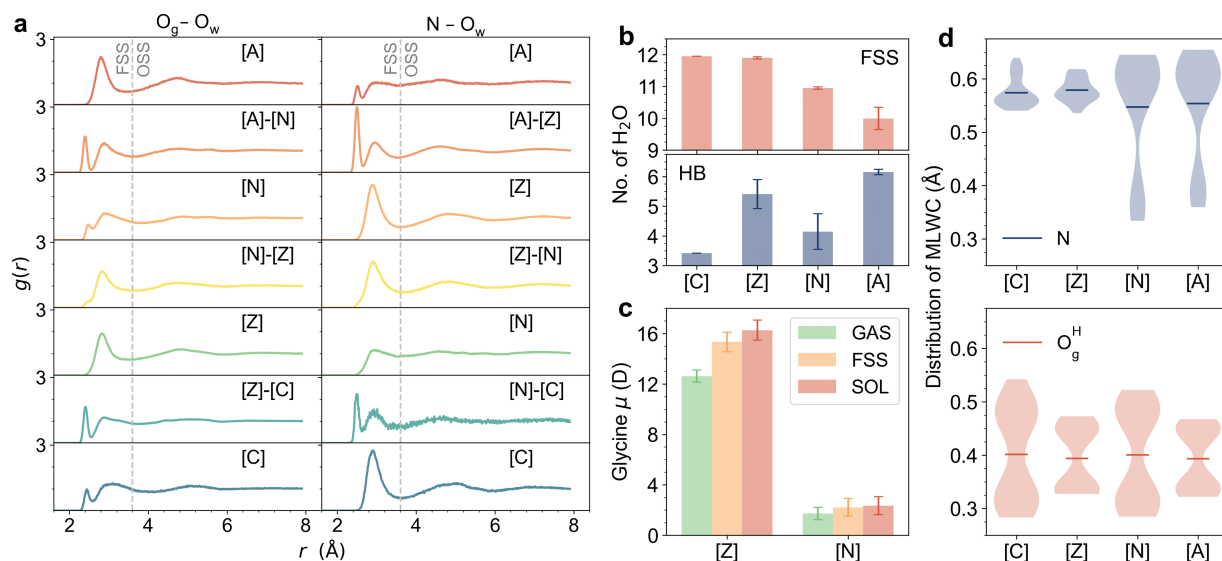 a
O_g – O_w
N – O_w
3
FSS
OSS
[A]
FSS
OSS
[A]
3
[A]-[N]
[A]-[Z]
3
[N]
[Z]
3
[N]-[Z]
[Z]-[N]
3
[Z]
[N]
3
[Z]-[C]
[N]-[C]
3
[C]
[C]
g(r)
2 4 6 8
2 4 6 8
r (Å)
b
No. of H₂O
12
11
10
9
FSS
6
5
4
3
HB
[C] [Z] [N] [A]
c
Glycine μ (D)
16
12
8
4
0
GAS
FSS
SOL
[Z] [N]
d
Distribution of MLWC (Å)
0.6
0.5
0.4
0.3
N
[C] [Z] [N] [A]
0.6
0.5
0.4
0.3
O_g^H
[C] [Z] [N] [A]